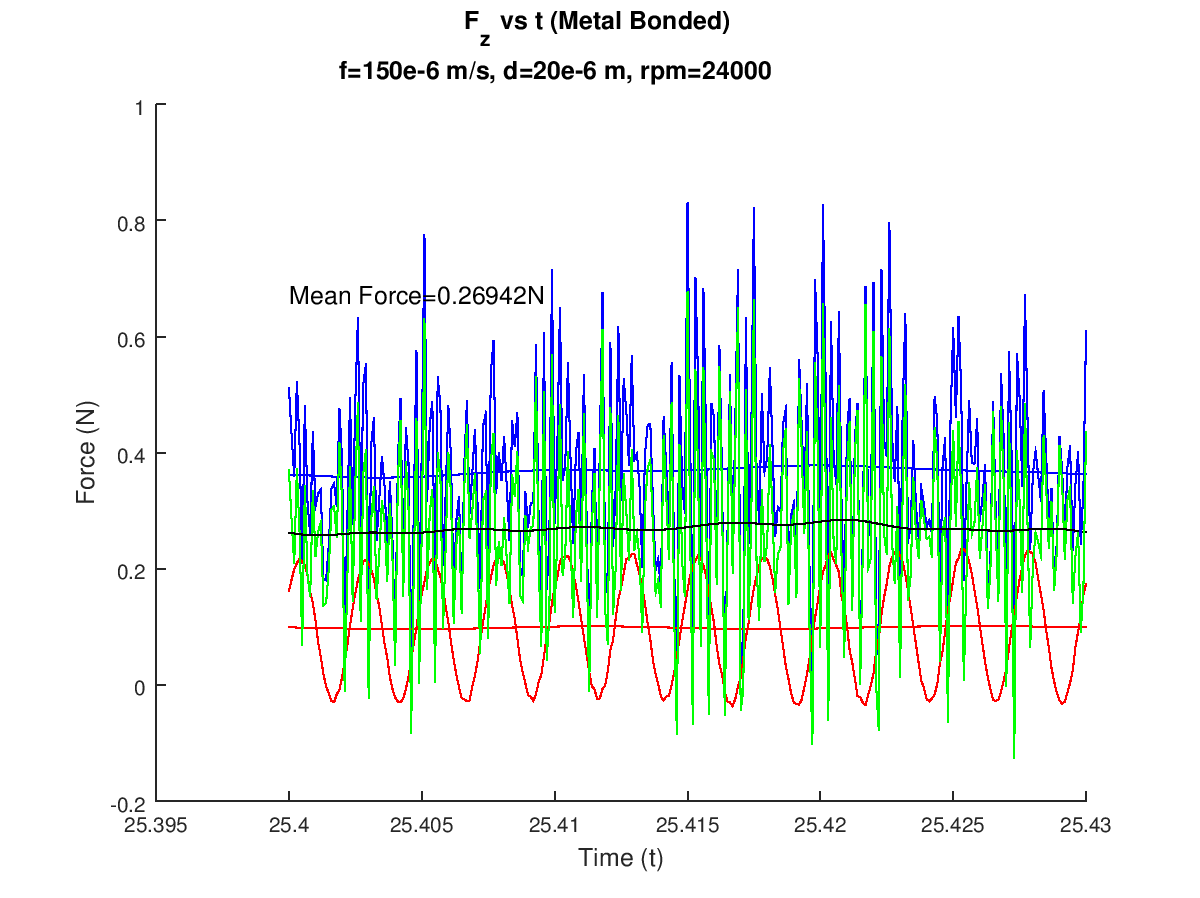 F_z vs t (Metal Bonded)
f=150e-6 m/s, d=20e-6 m, rpm=24000
1
0.8
0.6
0.4
0.2
0
-0.2
Force (N)
Mean Force=0.26942N
25.395 25.4 25.405 25.41 25.415 25.42 25.425 25.43
Time (t)